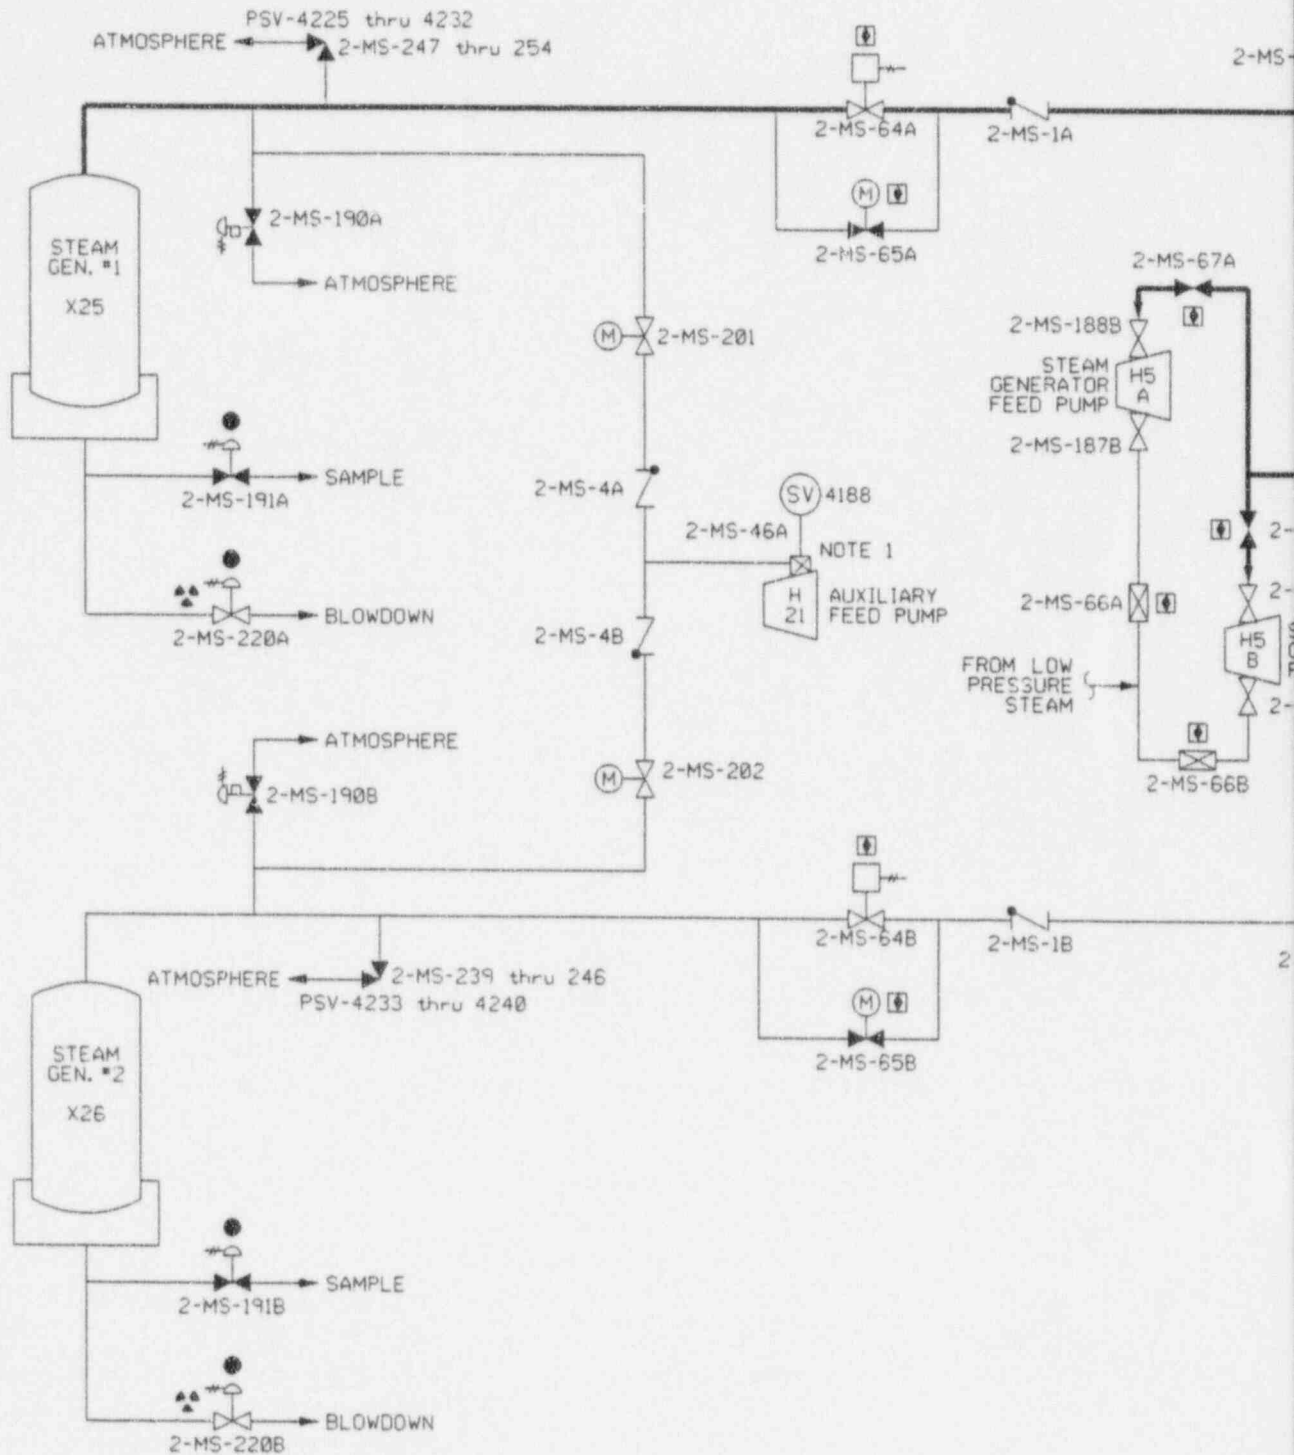 PSV-4225 thru 4232
ATMOSPHERE
2-MS-247 thru 254
2-MS-
2-MS-64A
2-MS-1A
2-MS-190A
M
STEAM
GEN. #1
X25
2-MS-65A
ATMOSPHERE
2-MS-67A
2-MS-188B
M
2-MS-201
STEAM
GENERATOR
FEED PUMP
H5
A
2-MS-187B
SAMPLE
2-MS-191A
2-MS-4A
SV
4188
2-MS-46A
NOTE 1
2-
H
21
AUXILIARY
FEED PUMP
2-MS-66A
2-
BLOWDOWN
2-MS-220A
2-MS-4B
H5
B
FROM LOW
PRESSURE
STEAM
2-
ATMOSPHERE
M
2-MS-202
2-MS-190B
2-MS-66B
2-MS-64B
2-MS-1B
2
ATMOSPHERE
2-MS-239 thru 246
PSV-4233 thru 4240
M
2-MS-65B
STEAM
GEN. #2
X26
SAMPLE
2-MS-191B
BLOWDOWN
2-MS-220B